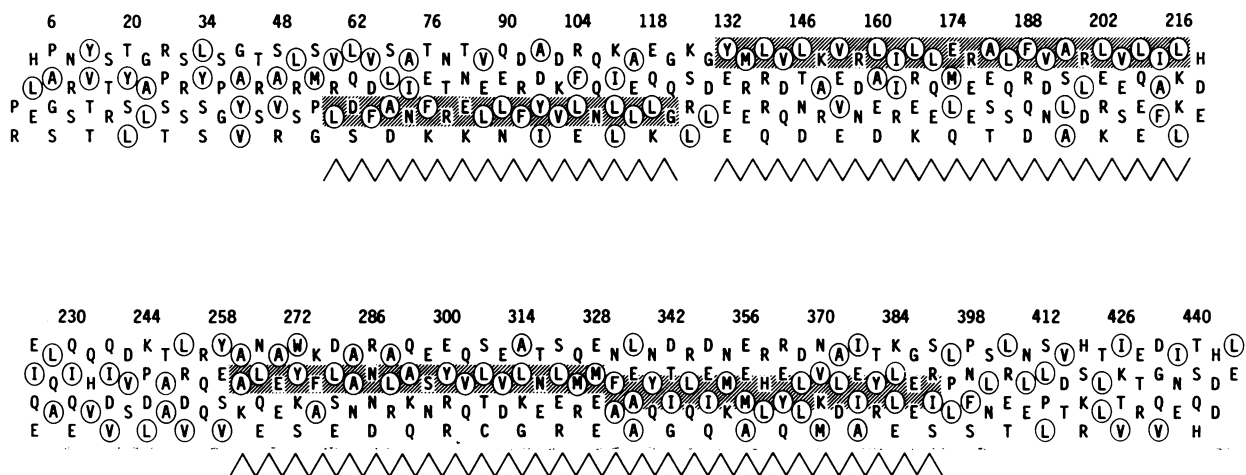 6 20 34 48 62 76 90 104 118 132 146 160 174 188 202 216
H P N Y S T G R S L S G T S L S V L V S A T N T V Q D A D R Q K A E G K G Y M L V L K V R L I L L E R A L F V A R L V L I L H
L A R V T Y A P R Y P A R A R M R Q D L I E T N E E R D K F Q I E Q Q S D E R R D T A E D A I R Q M E E Q R D S L E E Q A K D
P E G S T R S L S S S G Y S V S P L D F A N F R E L L F Y V L N L L L G R L E E R Q N R V N E R E E L E S S Q N L D R S E F K E
R S T L T S V R G S D K K N I E L K L E Q D E D K Q T D A K E L
230 244 258 272 286 300 314 328 342 356 370 384 398 412 426 440
E L Q Q Q D K T L R Y A N A W K D A R A Q E E Q S E A T S Q E N L N D R D N E R R D N A I T K G S L P S L N S V H T I E D I T H L
I Q I H I V P A R Q E A L E Y F L A N L A S Y V L V L N L M M F E Y T L E M E H E L V L E Y L E R P N L R L L D S L K T G N S D E
Q A Q V D S D A D Q S K Q E K A S N N R K N R Q T D K E E R E A A Q I Q I K M L Y L K D I R L E I L F N E E P T K L T R Q E Q D
E E V L V V E S E D Q R C G R E A G Q A Q M A E S S T L R V V H